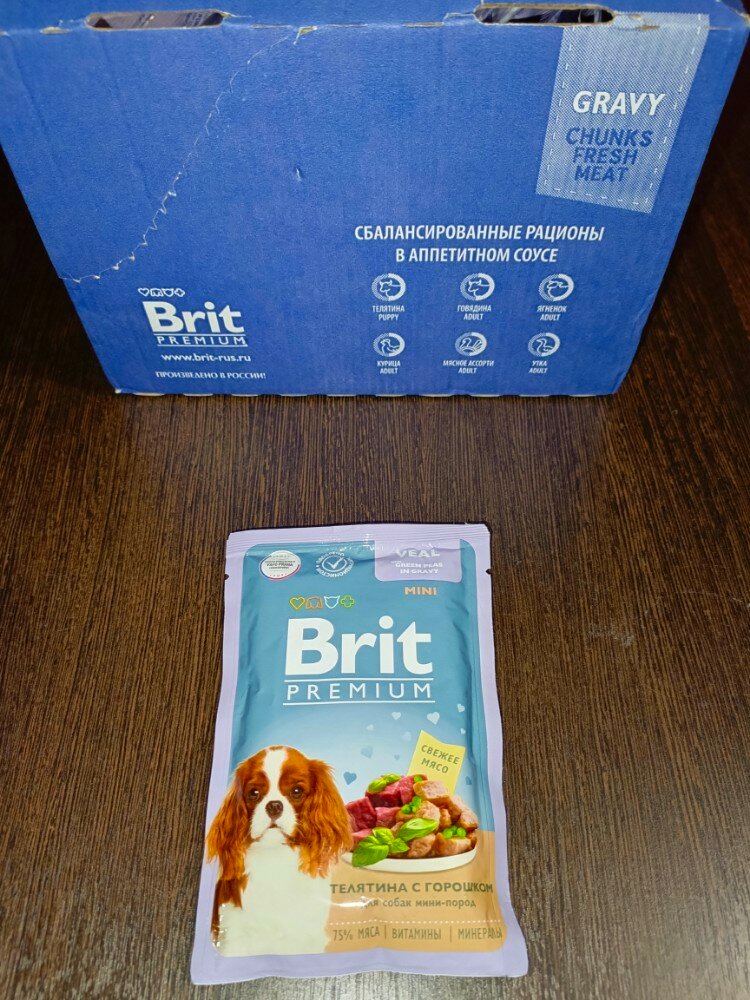 GRAVY
CHUNKS
FRESH
MEAT
СБАЛАНСИРОВАННЫЕ РАЦИОНЫ
В АППЕТИТНОМ СОУСЕ
ТЕЛЯТИНА
PUPPY
ГОВЯДИНА
ADULT
ЯГНЕНОК
ADULT
КУРИЦА
ADULT
МЯСНОЕ АССОРТИ
ADULT
УТКА
ADULT
Brit
PREMIUM
www.brit-rus.ru
ПРОИЗВЕДЕНО В РОССИИ!
VEAL
GREEN PEAS
IN GRAVY
MINI
Brit
PREMIUM
СВЕЖЕЕ
МЯСО
ТЕЛЯТИНА С ГОРОШКОМ
для собак мини-пород
75% МЯСА | ВИТАМИНЫ | МИНЕРАЛЫ